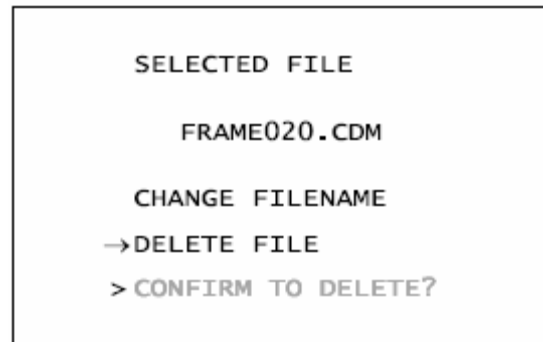 SELECTED FILE
FRAME020.CDM
CHANGE FILENAME
→DELETE FILE
>CONFIRM TO DELETE?